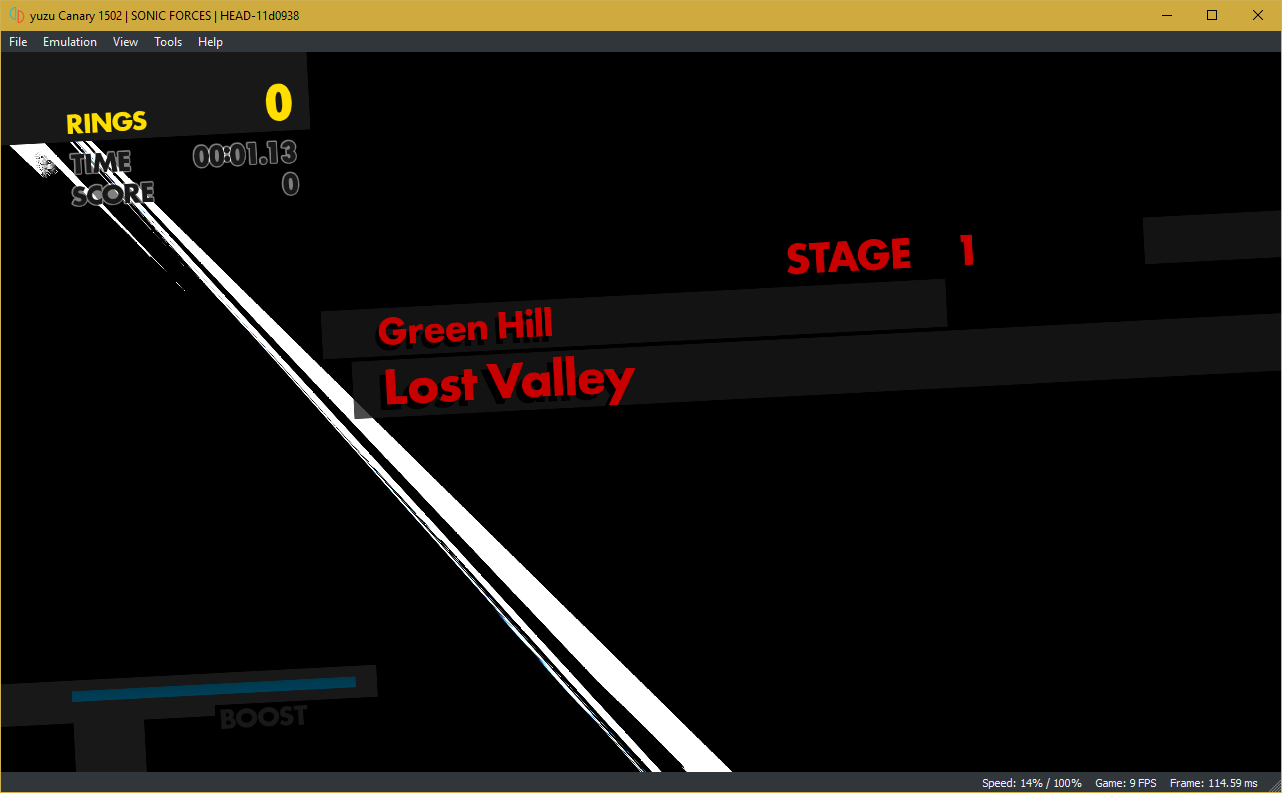 yuzu Canary 1502 | SONIC FORCES | HEAD-11d0938
File Emulation View Tools Help
RINGS 0
TIME 00:01.13
SCORE 0
STAGE 1
Green Hill
Lost Valley
BOOST
Speed: 14% / 100% Game: 9 FPS Frame: 114.59 ms